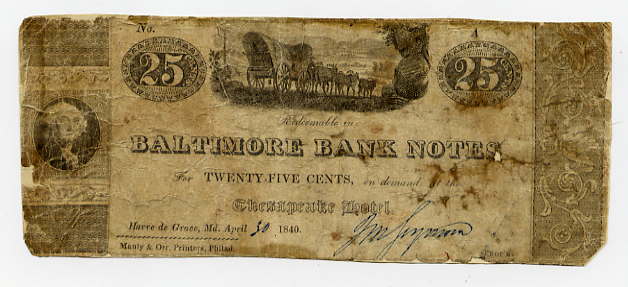 No.
A
25 25
Redeemable in
BALTIMORE BANK NOTES
For TWENTY FIVE CENTS, on demand, at the
Chesapeake Hotel
Havre de Grace, Md. April 30 1840.
Manly & Orr, Printers, Philad.